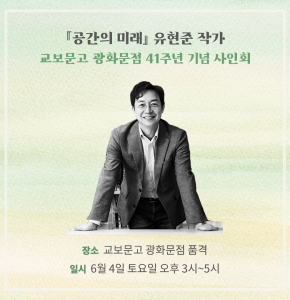 『공간의 미래』 유현준 작가
교보문고 광화문점 41주년 기념 사인회
장소 교보문고 광화문점 품격
일시 6월 4일 토요일 오후 3시~5시